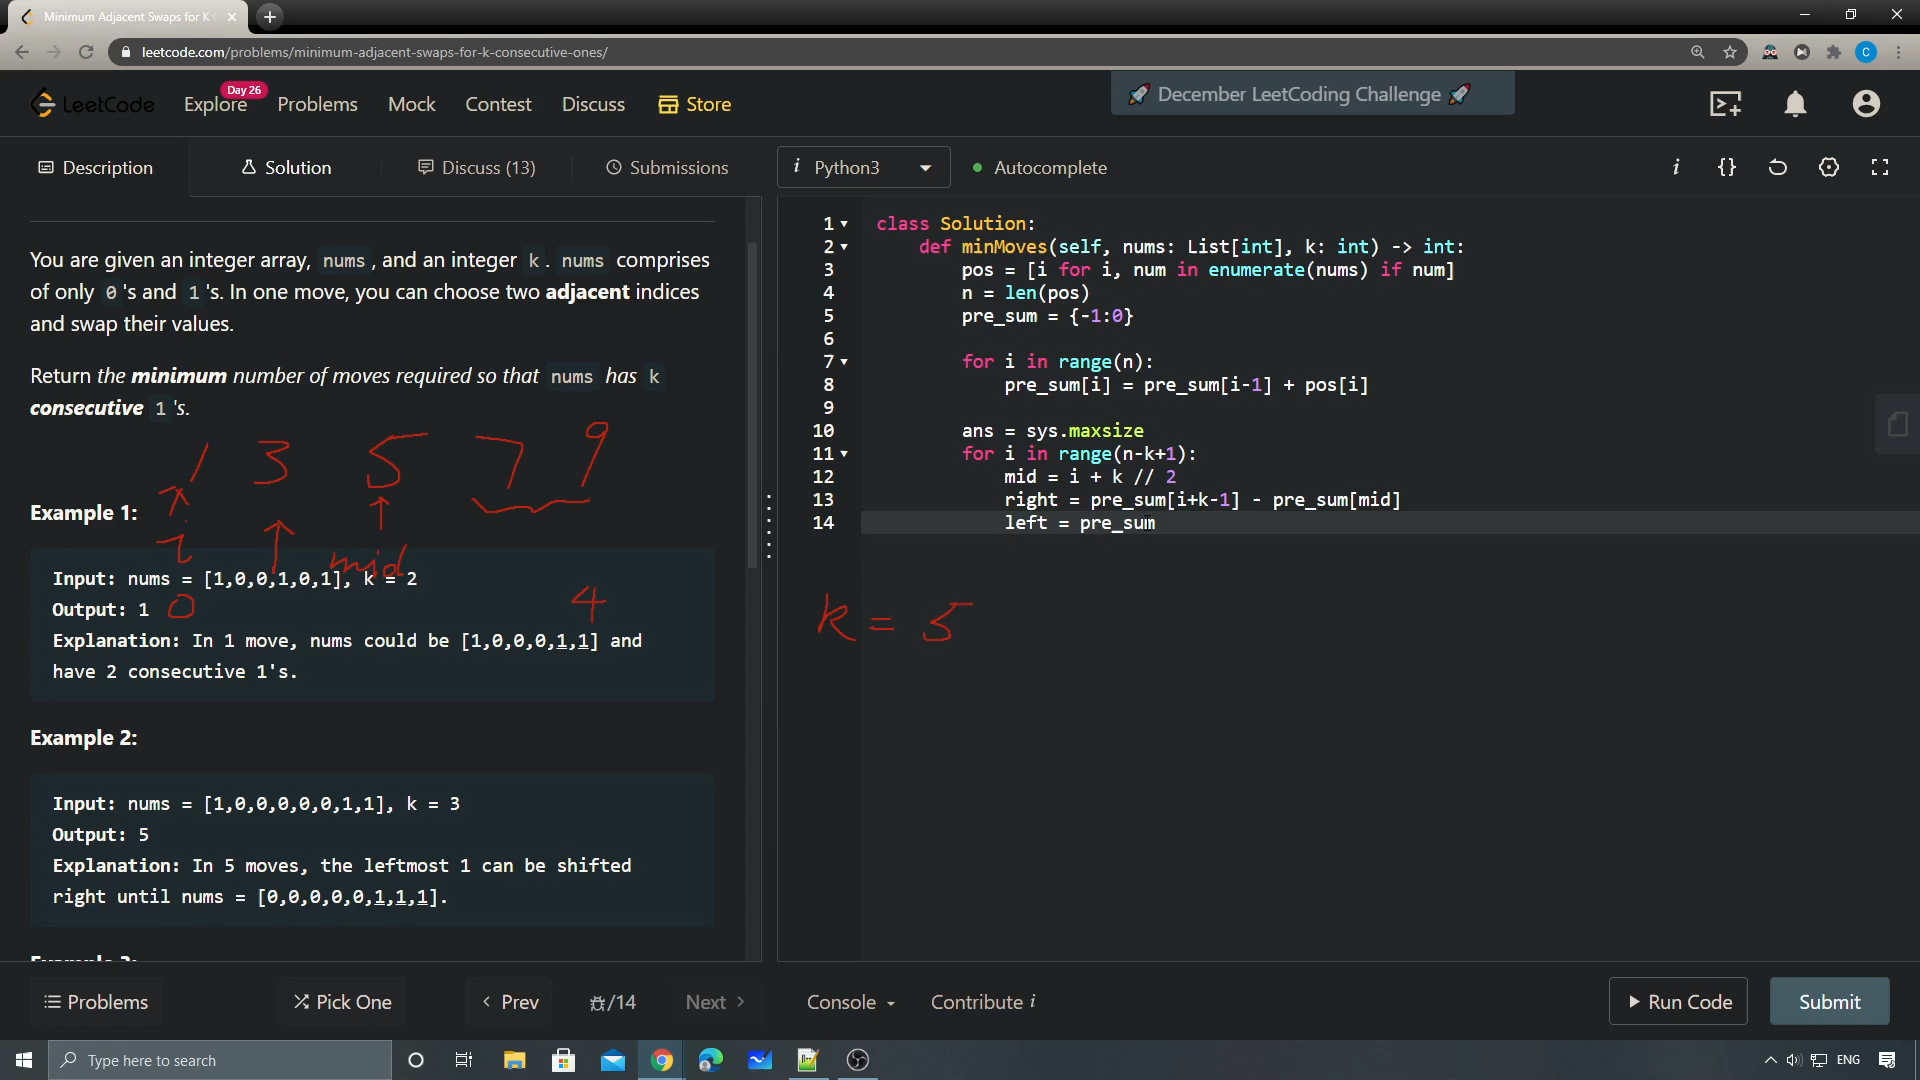 Minimum Adjacent Swaps for K C
leetcode.com/problems/minimum-adjacent-swaps-for-k-consecutive-ones/
C
LeetCode
Explore
Day 26
Problems
Mock
Contest
Discuss
Store
🚀 December LeetCoding Challenge 🚀
Description
Solution
Discuss (13)
Submissions
i Python3
Autocomplete
i {}
You are given an integer array, nums, and an integer k. nums comprises
of only 0's and 1's. In one move, you can choose two adjacent indices
and swap their values.
Return the minimum number of moves required so that nums has k
consecutive 1's.
1 3 5 7 9
Example 1:
i
mid
Input: nums = [1,0,0,1,0,1], k = 2
Output: 1
0
4
Explanation: In 1 move, nums could be [1,0,0,0,1,1] and
have 2 consecutive 1's.
Example 2:
Input: nums = [1,0,0,0,0,0,1,1], k = 3
Output: 5
Explanation: In 5 moves, the leftmost 1 can be shifted
right until nums = [0,0,0,0,0,1,1,1].
1 class Solution:
2 def minMoves(self, nums: List[int], k: int) -> int:
3 pos = [i for i, num in enumerate(nums) if num]
4 n = len(pos)
5 pre_sum = {-1:0}
6
7 for i in range(n):
8 pre_sum[i] = pre_sum[i-1] + pos[i]
9
10 ans = sys.maxsize
11 for i in range(n-k+1):
12 mid = i + k // 2
13 right = pre_sum[i+k-1] - pre_sum[mid]
14 left = pre_sum
k = 5
Problems
Pick One
Prev
/14
Next
Console
Contribute i
Run Code
Submit
Type here to search
ENG